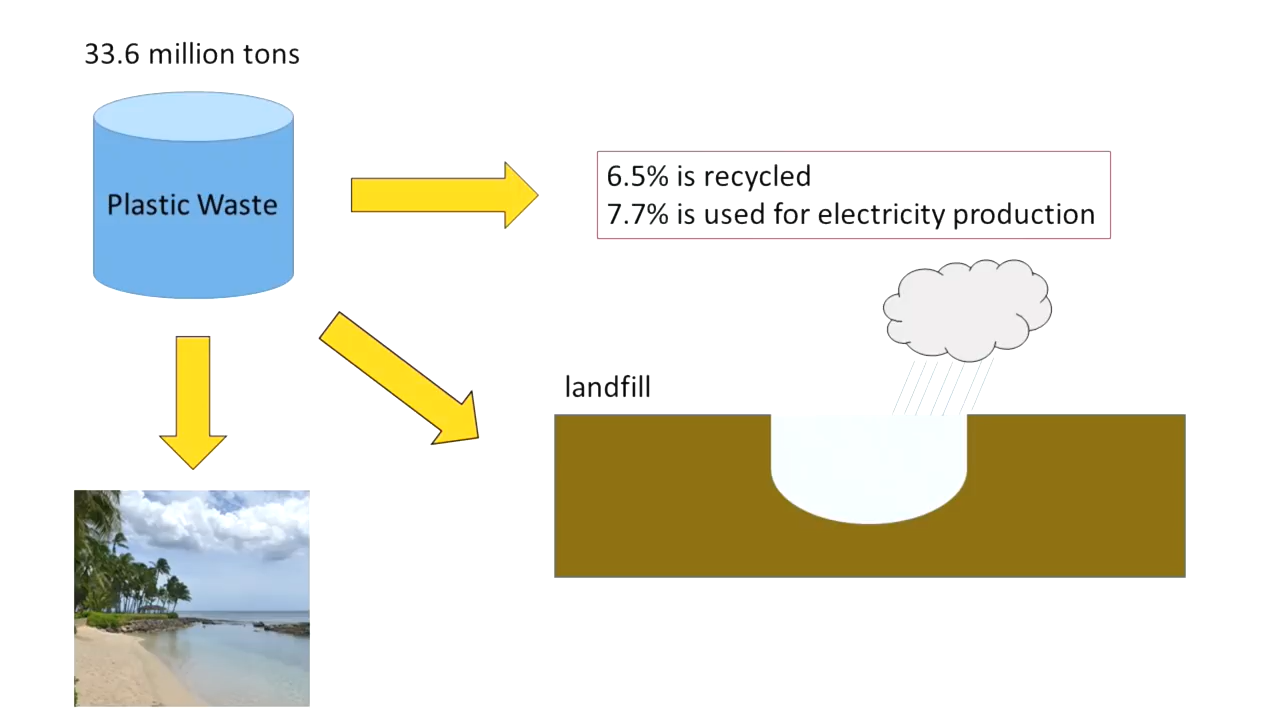 33.6 million tons
Plastic Waste
6.5% is recycled
7.7% is used for electricity production
landfill